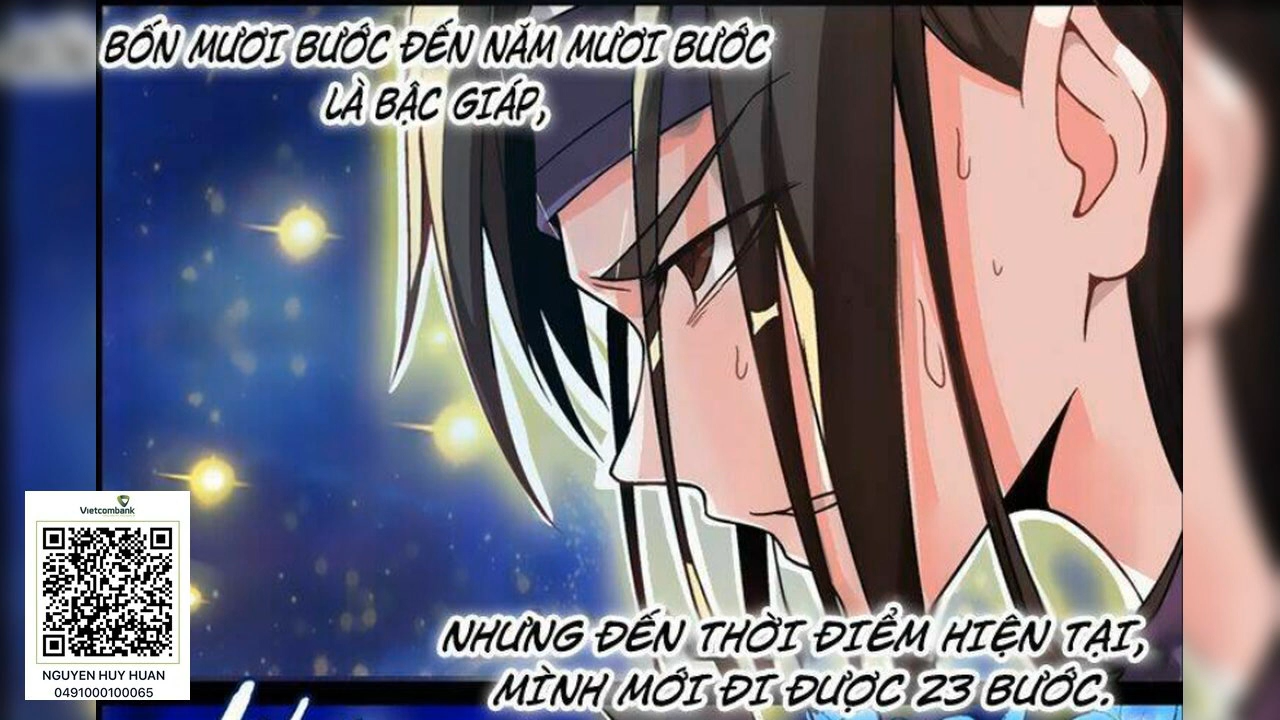 BỐN MƯƠI BƯỚC ĐẾN NĂM MƯƠI BƯỚC
LÀ BẬC GIÁP,
Vietcombank
NHƯNG ĐẾN THỜI ĐIỂM HIỆN TẠI,
MÌNH MỚI ĐI ĐƯỢC 23 BƯỚC.
NGUYEN HUY HUAN
0491000100065